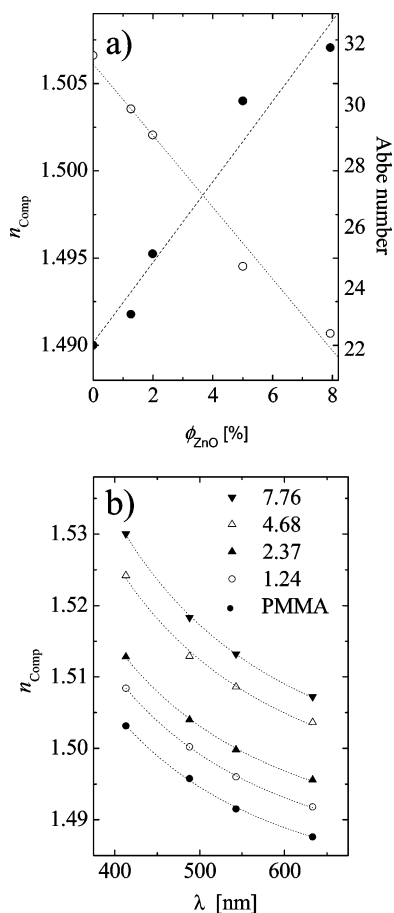 a)
1.505
1.500
1.495
1.490
n_Comp
32
30
28
26
24
22
Abbe number
0 2 4 6 8
ϕ_ZnO [%]
b)
7.76
4.68
2.37
1.24
PMMA
1.53
1.52
1.51
1.50
1.49
n_Comp
400 500 600
λ [nm]